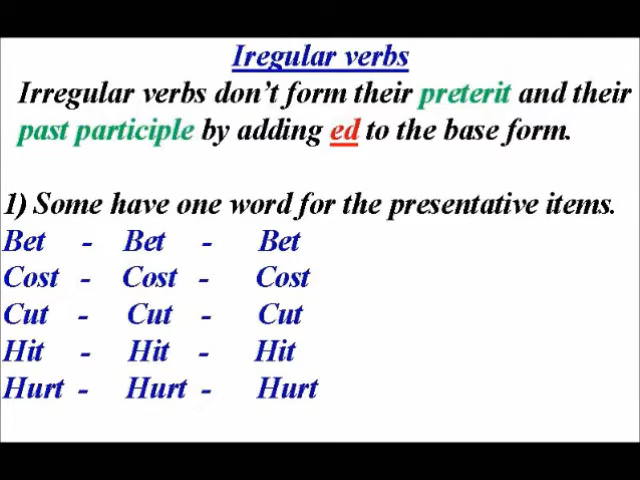 Iregular verbs
Irregular verbs don't form their preterit and their
past participle by adding ed to the base form.
1) Some have one word for the presentative items.
Bet - Bet - Bet
Cost - Cost - Cost
Cut - Cut - Cut
Hit - Hit - Hit
Hurt - Hurt - Hurt